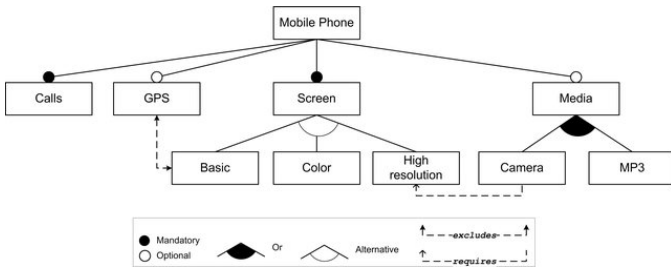 Mobile Phone
Calls
GPS
Screen
Media
Basic
Color
High
resolution
Camera
MP3
Mandatory
Optional
Or
Alternative
excludes
requires